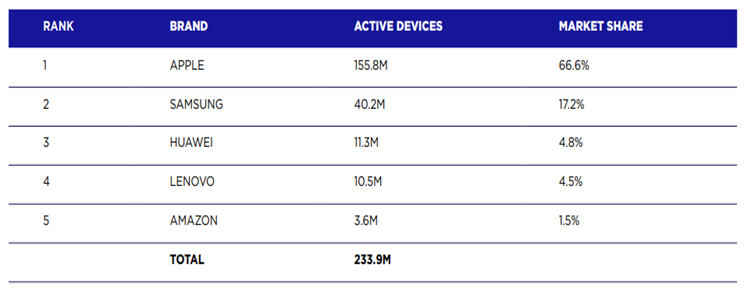 RANK BRAND ACTIVE DEVICES MARKET SHARE
1 APPLE 155.8M 66.6%
2 SAMSUNG 40.2M 17.2%
3 HUAWEI 11.3M 4.8%
4 LENOVO 10.5M 4.5%
5 AMAZON 3.6M 1.5%
TOTAL 233.9M